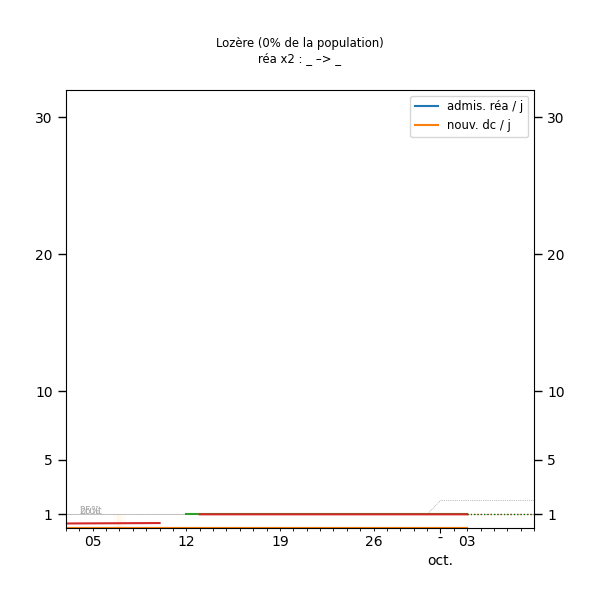 Lozère (0% de la population)
réa x2 : _ –> _
admis. réa / j
nouv. dc / j
30 30
20 20
10 10
5 5
1 1
05 12 19 26 - 03
oct.